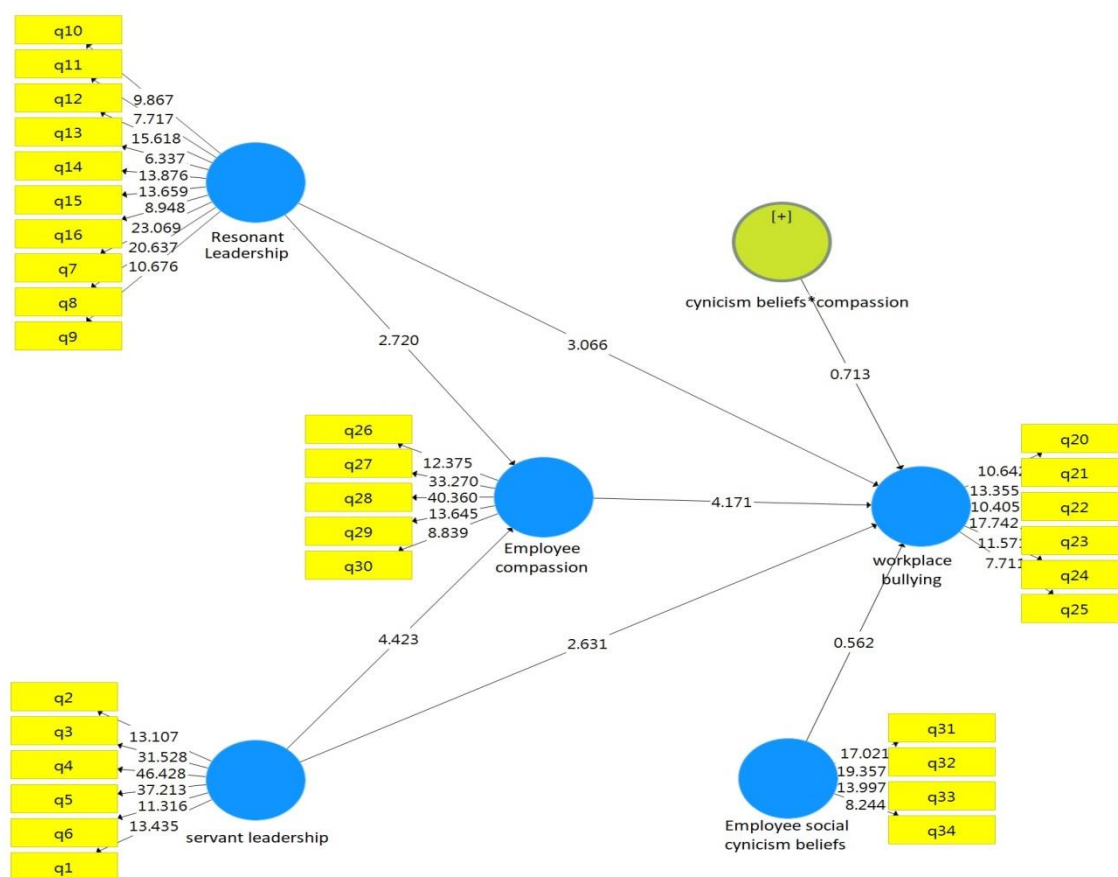 q10
q11
q12
q13
q14
q15
q16
q7
q8
q9
9.867
7.717
15.618
6.337
13.876
13.659
8.948
23.069
20.637
10.676
Resonant
Leadership
[+]
cynicism beliefs*compassion
2.720
3.066
0.713
q26
q27
q28
q29
q30
12.375
33.270
40.360
13.645
8.839
Employee
compassion
4.171
workplace
bullying
10.642
13.355
10.405
17.742
11.571
7.711
q20
q21
q22
q23
q24
q25
4.423
2.631
0.562
q2
q3
q4
q5
q6
q1
13.107
31.528
46.428
37.213
11.316
13.435
servant leadership
Employee social
cynicism beliefs
17.021
19.357
13.997
8.244
q31
q32
q33
q34